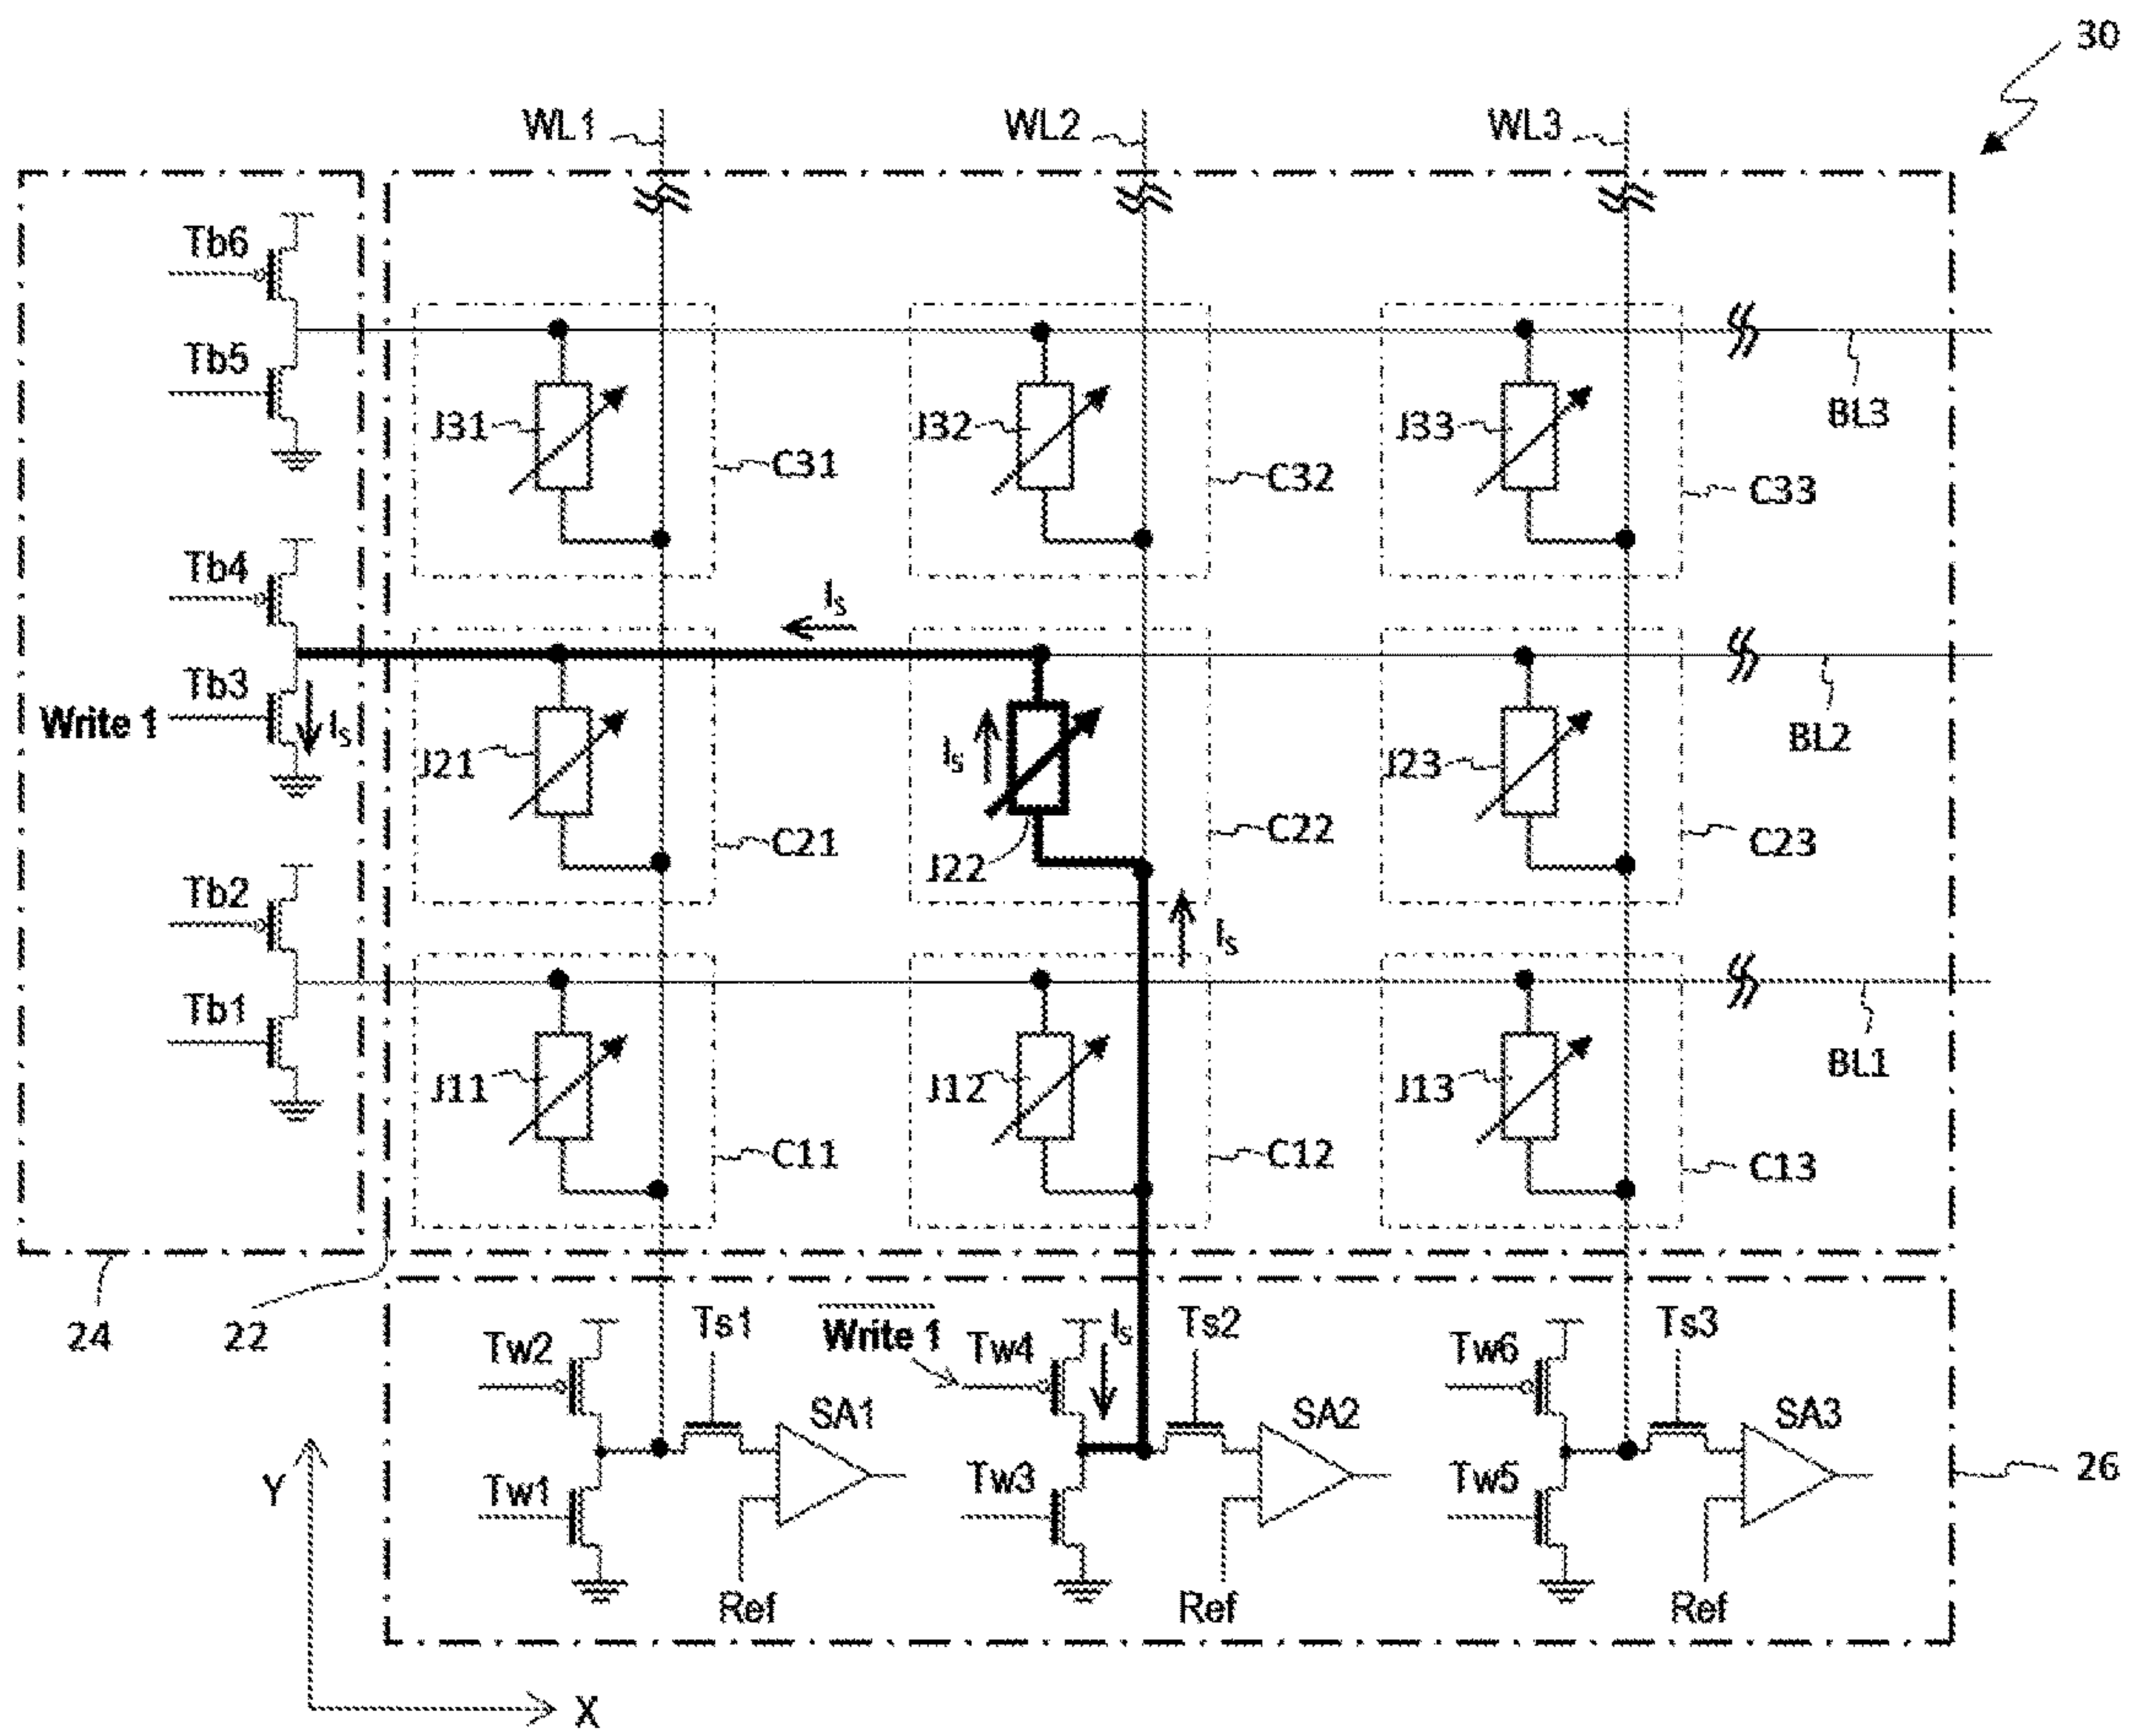 30
WL1 WL2 WL3
Tb6
Tb5
BL3
J31 J32 J33
C31 C32 C33
Tb4
Is
Tb3
Write 1 Is
Is
BL2
J21 J23
J22
C21 C22 C23
Tb2
Is
Tb1
BL1
J11 J12 J13
C11 C12 C13
24 22
Tw2 Ts1 Write 1 Tw4 Is Ts2 Tw6 Ts3
SA1 SA2 SA3
Y Tw1 Tw3 Tw5 26
Ref Ref Ref
X